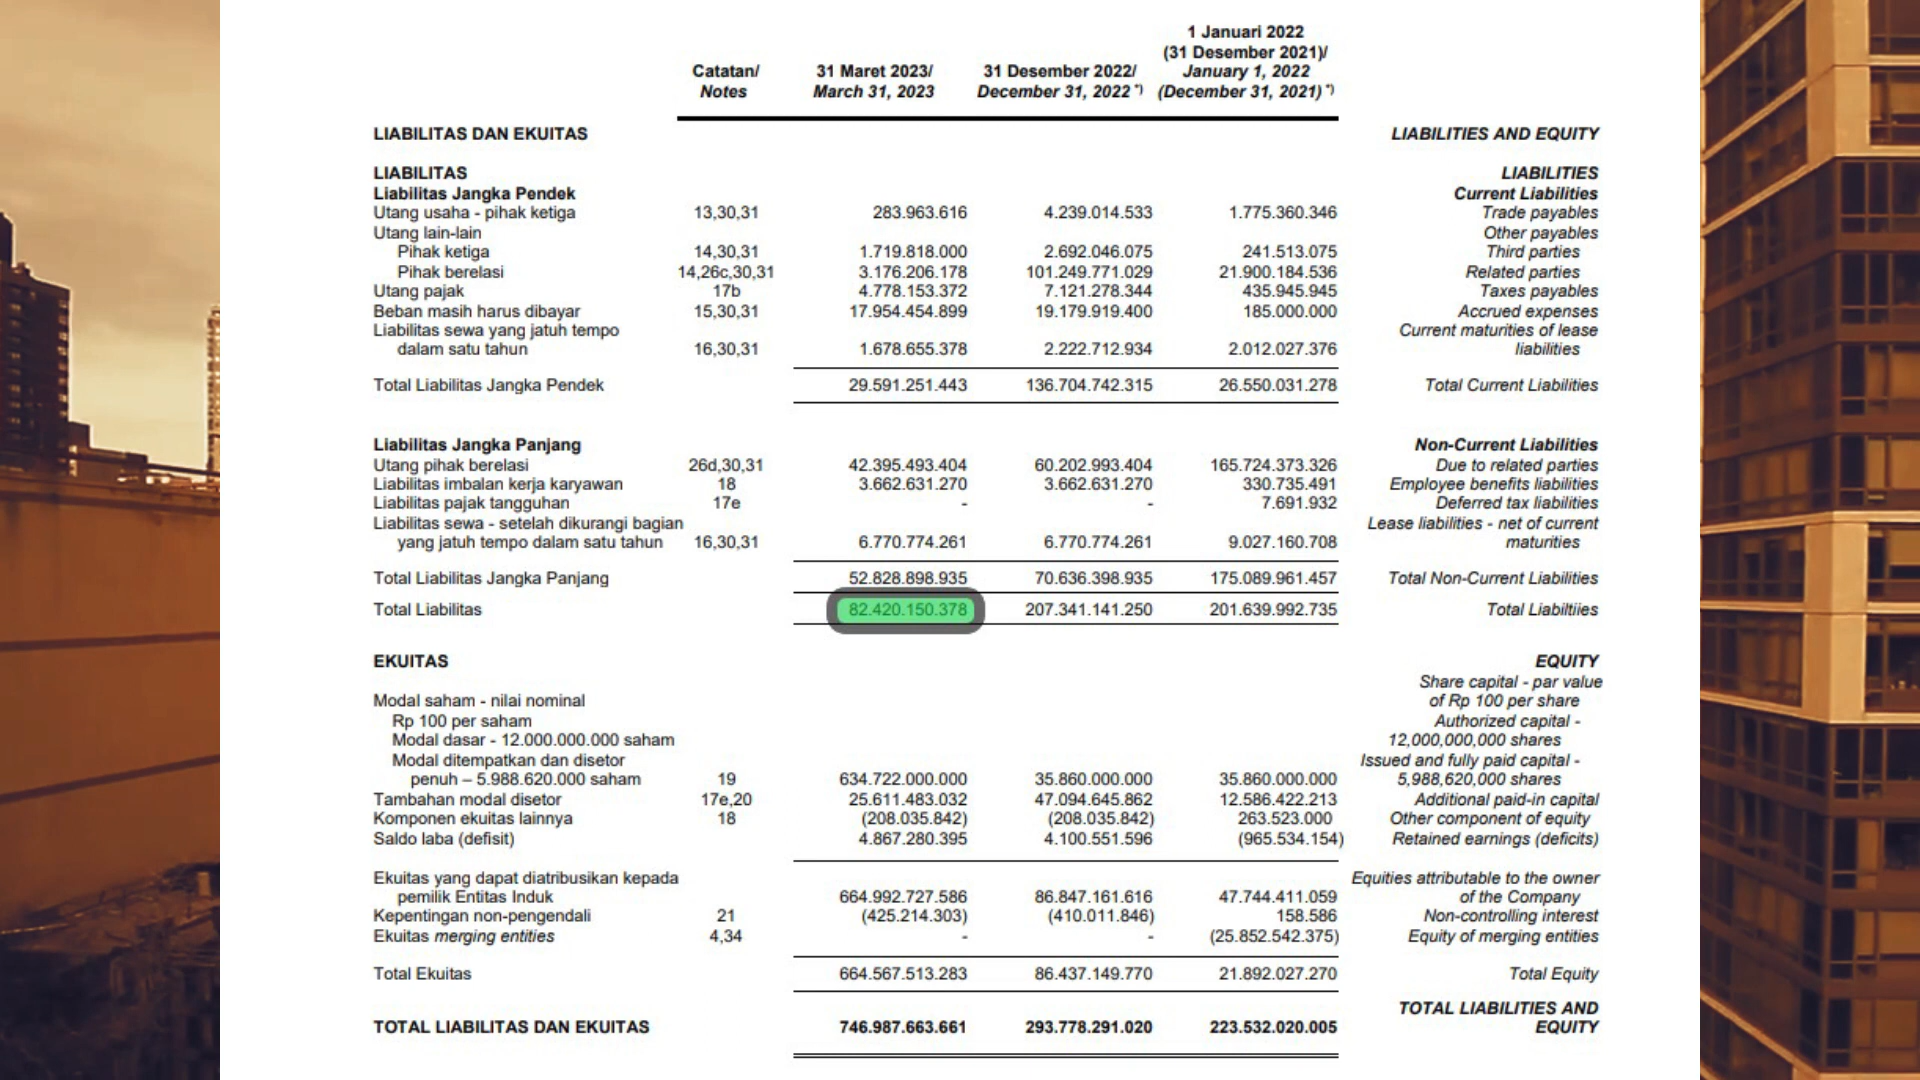 1 Januari 2022
(31 Desember 2021)/
Catatan/ 31 Maret 2023/ 31 Desember 2022/ January 1, 2022
Notes March 31, 2023 December 31, 2022 *) (December 31, 2021) *)
LIABILITAS DAN EKUITAS LIABILITIES AND EQUITY
LIABILITAS LIABILITIES
Liabilitas Jangka Pendek Current Liabilities
Utang usaha - pihak ketiga 13,30,31 283.963.616 4.239.014.533 1.775.360.346 Trade payables
Utang lain-lain Other payables
Pihak ketiga 14,30,31 1.719.818.000 2.692.046.075 241.513.075 Third parties
Pihak berelasi 14,26c,30,31 3.176.206.178 101.249.771.029 21.900.184.536 Related parties
Utang pajak 17b 4.778.153.372 7.121.278.344 435.945.945 Taxes payables
Beban masih harus dibayar 15,30,31 17.954.454.899 19.179.919.400 185.000.000 Accrued expenses
Liabilitas sewa yang jatuh tempo Current maturities of lease
dalam satu tahun 16,30,31 1.678.655.378 2.222.712.934 2.012.027.376 liabilities
Total Liabilitas Jangka Pendek 29.591.251.443 136.704.742.315 26.550.031.278 Total Current Liabilities
Liabilitas Jangka Panjang Non-Current Liabilities
Utang pihak berelasi 26d,30,31 42.395.493.404 60.202.993.404 165.724.373.326 Due to related parties
Liabilitas imbalan kerja karyawan 18 3.662.631.270 3.662.631.270 330.735.491 Employee benefits liabilities
Liabilitas pajak tangguhan 17e - - 7.691.932 Deferred tax liabilities
Liabilitas sewa - setelah dikurangi bagian Lease liabilities - net of current
yang jatuh tempo dalam satu tahun 16,30,31 6.770.774.261 6.770.774.261 9.027.160.708 maturities
Total Liabilitas Jangka Panjang 52.828.898.935 70.636.398.935 175.089.961.457 Total Non-Current Liabilities
Total Liabilitas 82.420.150.378 207.341.141.250 201.639.992.735 Total Liabiltiies
EKUITAS EQUITY
Share capital - par value
Modal saham - nilai nominal of Rp 100 per share
Rp 100 per saham Authorized capital -
Modal dasar - 12.000.000.000 saham 12,000,000,000 shares
Modal ditempatkan dan disetor Issued and fully paid capital -
penuh – 5.988.620.000 saham 19 634.722.000.000 35.860.000.000 35.860.000.000 5,988,620,000 shares
Tambahan modal disetor 17e,20 25.611.483.032 47.094.645.862 12.586.422.213 Additional paid-in capital
Komponen ekuitas lainnya 18 (208.035.842) (208.035.842) 263.523.000 Other component of equity
Saldo laba (defisit) 4.867.280.395 4.100.551.596 (965.534.154) Retained earnings (deficits)
Ekuitas yang dapat diatribusikan kepada Equities attributable to the owner
pemilik Entitas Induk 664.992.727.586 86.847.161.616 47.744.411.059 of the Company
Kepentingan non-pengendali 21 (425.214.303) (410.011.846) 158.586 Non-controlling interest
Ekuitas merging entities 4,34 - - (25.852.542.375) Equity of merging entities
Total Ekuitas 664.567.513.283 86.437.149.770 21.892.027.270 Total Equity
TOTAL LIABILITIES AND
TOTAL LIABILITAS DAN EKUITAS 746.987.663.661 293.778.291.020 223.532.020.005 EQUITY